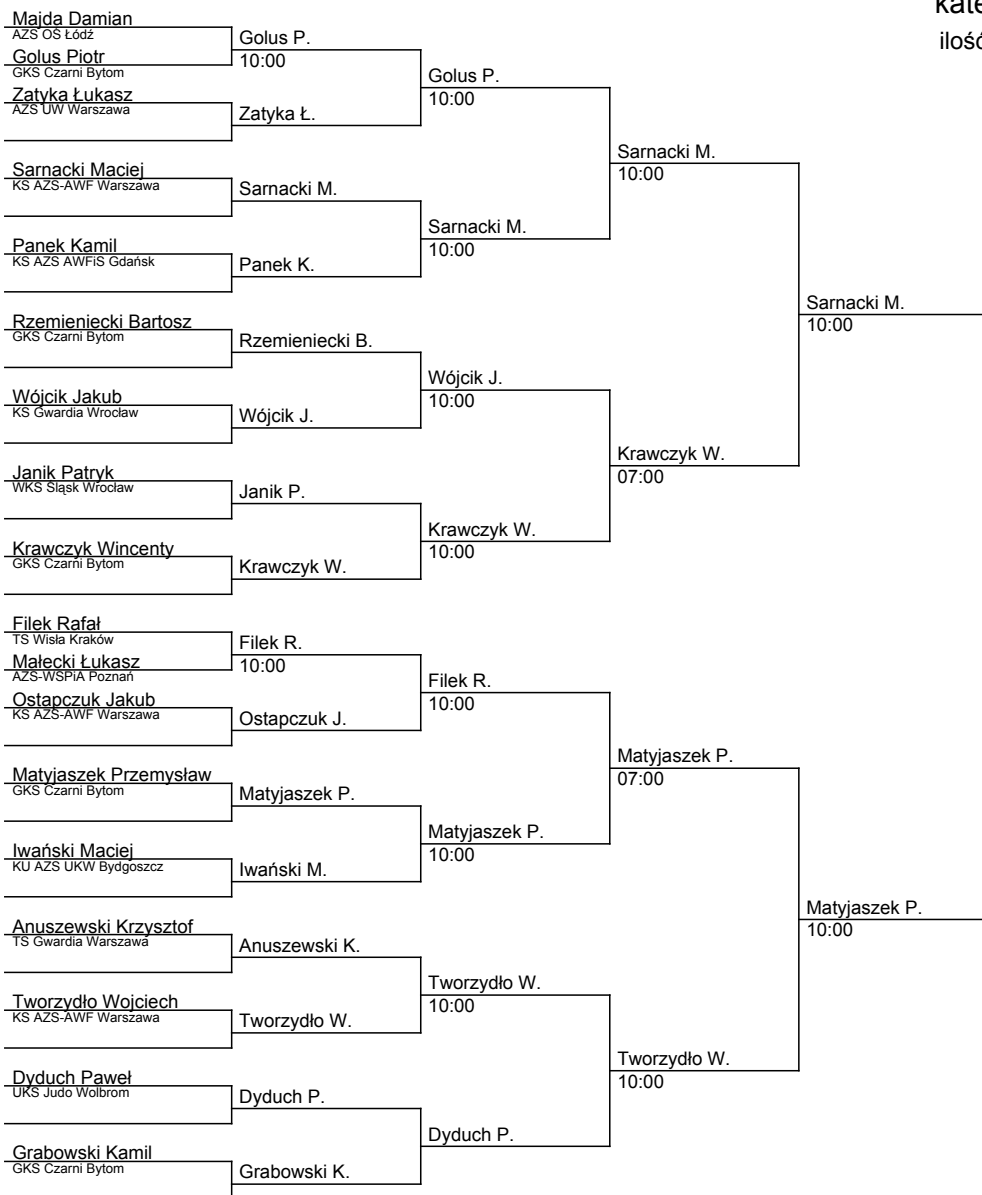 kate
ilość
Majda Damian
AZS OŚ Łódź
Golus Piotr
GKS Czarni Bytom
Zatyka Łukasz
AZS UW Warszawa
Sarnacki Maciej
KS AZS-AWF Warszawa
Panek Kamil
KS AZS AWFiS Gdańsk
Rzemieniecki Bartosz
GKS Czarni Bytom
Wójcik Jakub
KS Gwardia Wrocław
Janik Patryk
WKS Śląsk Wrocław
Krawczyk Wincenty
GKS Czarni Bytom
Filek Rafał
TS Wisła Kraków
Małecki Łukasz
AZS-WSPiA Poznań
Ostapczuk Jakub
KS AZS-AWF Warszawa
Matyjaszek Przemysław
GKS Czarni Bytom
Iwański Maciej
KU AZS UKW Bydgoszcz
Anuszewski Krzysztof
TS Gwardia Warszawa
Tworzydło Wojciech
KS AZS-AWF Warszawa
Dyduch Paweł
UKS Judo Wolbrom
Grabowski Kamil
GKS Czarni Bytom
Golus P.
10:00
Zatyka Ł.
Sarnacki M.
Panek K.
Rzemieniecki B.
Wójcik J.
Janik P.
Krawczyk W.
Filek R.
10:00
Ostapczuk J.
Matyjaszek P.
Iwański M.
Anuszewski K.
Tworzydło W.
Dyduch P.
Grabowski K.
Golus P.
10:00
Sarnacki M.
10:00
Wójcik J.
10:00
Krawczyk W.
10:00
Filek R.
10:00
Matyjaszek P.
10:00
Tworzydło W.
10:00
Dyduch P.
Sarnacki M.
10:00
Krawczyk W.
07:00
Matyjaszek P.
07:00
Tworzydło W.
10:00
Sarnacki M.
10:00
Matyjaszek P.
10:00